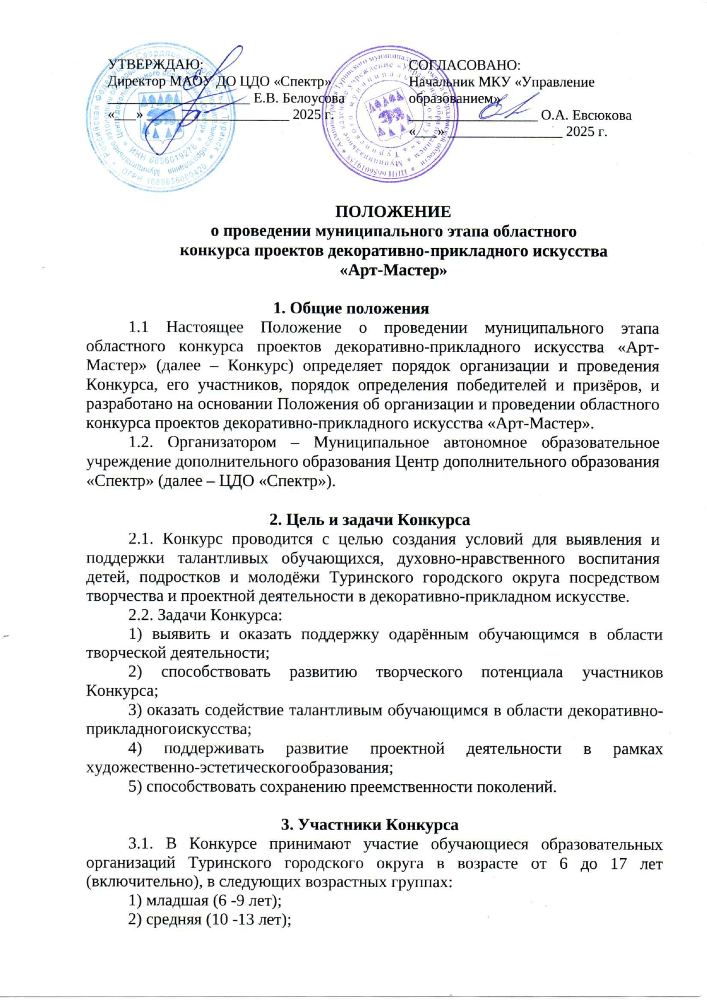 УТВЕРЖДАЮ:
Директор МАОУ ДО ЦДО «Спектр»
____________________ Е.В. Белоусова
«___» ____________________ 2025 г.
СОГЛАСОВАНО:
Начальник МКУ «Управление
образованием»
__________________ О.А. Евсюкова
«___» ________________ 2025 г.
ИНН 6656019276
ОГРН 1086656000420
ПОЛОЖЕНИЕ
о проведении муниципального этапа областного
конкурса проектов декоративно-прикладного искусства
«Арт-Мастер»
1. Общие положения
1.1 Настоящее Положение о проведении муниципального этапа
областного конкурса проектов декоративно-прикладного искусства «Арт-
Мастер» (далее – Конкурс) определяет порядок организации и проведения
Конкурса, его участников, порядок определения победителей и призёров, и
разработано на основании Положения об организации и проведении областного
конкурса проектов декоративно-прикладного искусства «Арт-Мастер».
1.2. Организатором – Муниципальное автономное образовательное
учреждение дополнительного образования Центр дополнительного образования
«Спектр» (далее – ЦДО «Спектр»).
2. Цель и задачи Конкурса
2.1. Конкурс проводится с целью создания условий для выявления и
поддержки талантливых обучающихся, духовно-нравственного воспитания
детей, подростков и молодёжи Туринского городского округа посредством
творчества и проектной деятельности в декоративно-прикладном искусстве.
2.2. Задачи Конкурса:
1) выявить и оказать поддержку одарённым обучающимся в области
творческой деятельности;
2) способствовать развитию творческого потенциала участников
Конкурса;
3) оказать содействие талантливым обучающимся в области декоративно-
прикладногоискусства;
4) поддерживать развитие проектной деятельности в рамках
художественно-эстетическогообразования;
5) способствовать сохранению преемственности поколений.
3. Участники Конкурса
3.1. В Конкурсе принимают участие обучающиеся образовательных
организаций Туринского городского округа в возрасте от 6 до 17 лет
(включительно), в следующих возрастных группах:
1) младшая (6 -9 лет);
2) средняя (10 -13 лет);